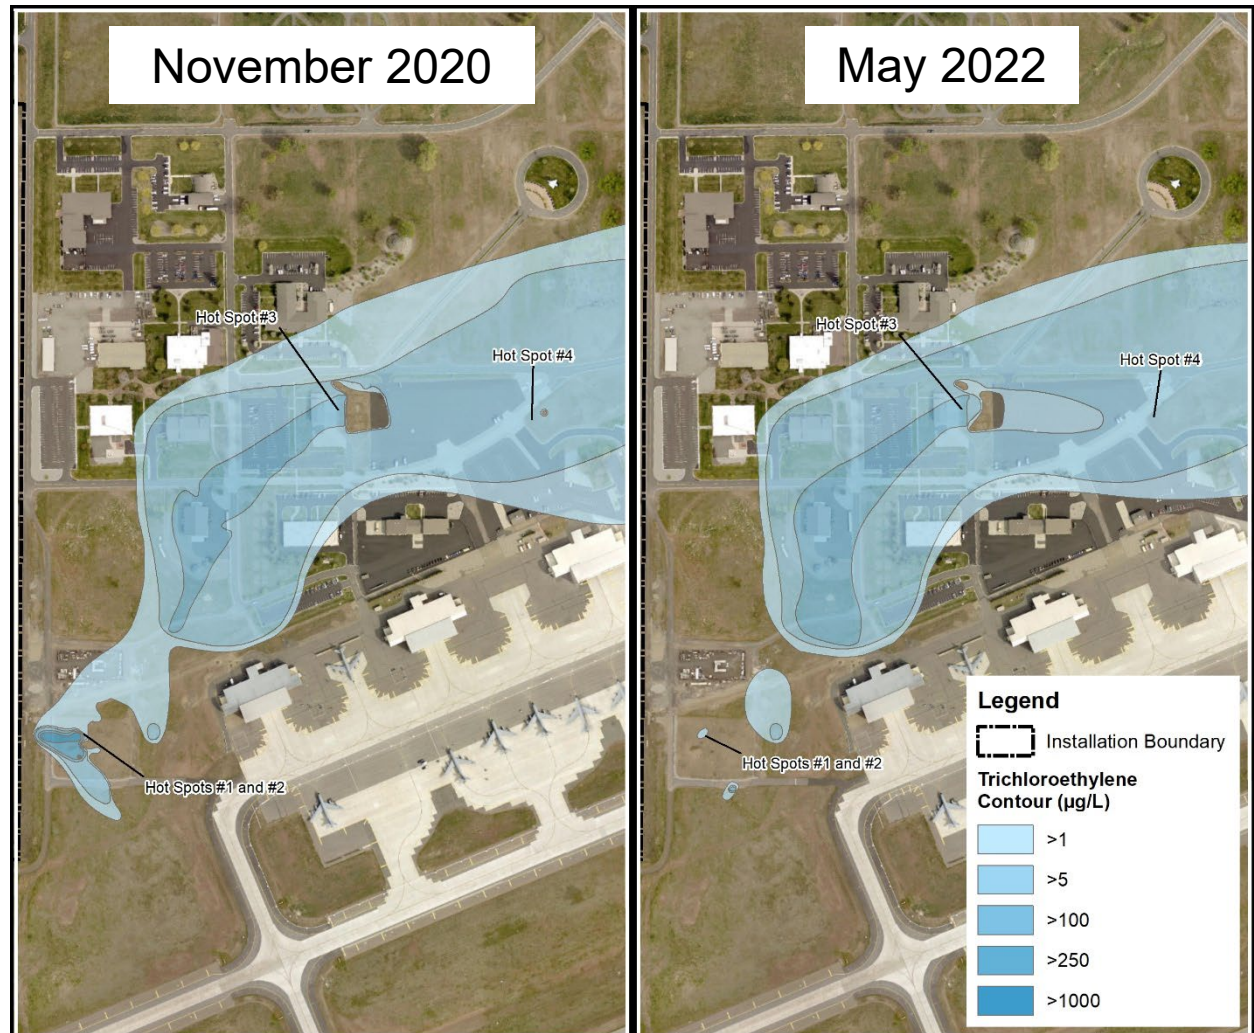 November 2020
Hot Spot #3
Hot Spot #4
Hot Spots #1 and #2
May 2022
Hot Spot #3
Hot Spot #4
Hot Spots #1 and #2
Legend
Installation Boundary
Trichloroethylene
Contour (µg/L)
>1
>5
>100
>250
>1000